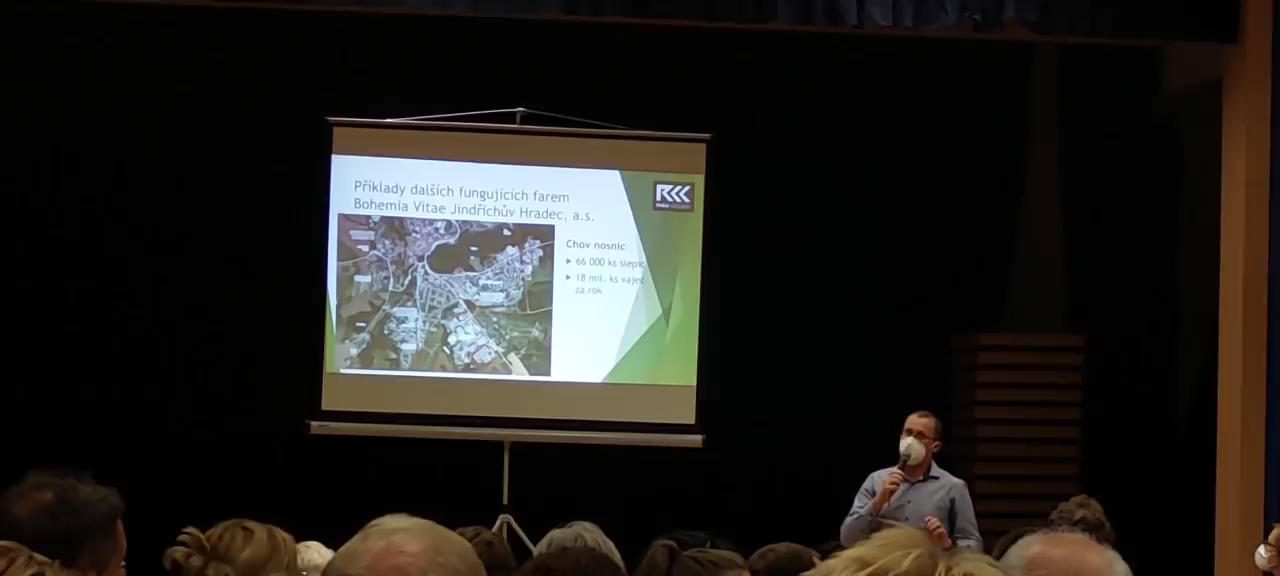 Příklady dalších fungujících farem
Bohemia Vitae Jindřichův Hradec, a.s.
Chov nosnic
66 000 ks slepic
18 mil. ks vajec
za rok